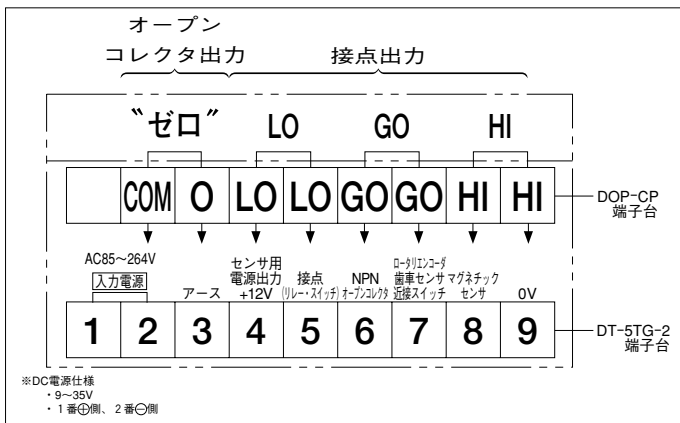 オープン
コレクタ出力 接点出力
〝ゼロ〞 LO GO HI
COM O LO LO GO GO HI HI
DOP-CP
端子台
AC85〜264V
入力電源
アース
センサ用
電源出力
+12V
接点
(リレー・スイッチ)
NPN
オープンコレクタ
ロータリエンコーダ
歯車センサ
近接スイッチ
マグネチック
センサ
0V
1 2 3 4 5 6 7 8 9
DT-5TG-2
端子台
※DC電源仕様
・9〜35V
・1番⊕側、2番⊖側